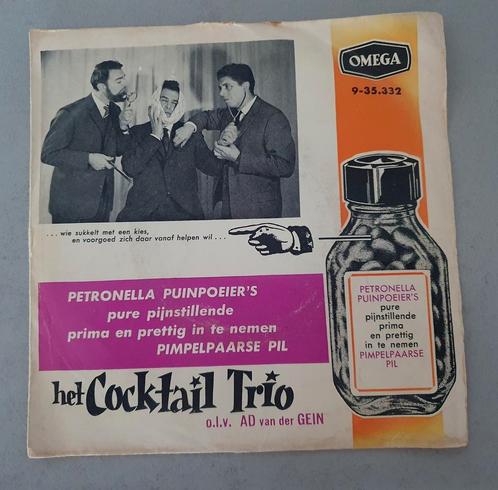 OMEGA
9-35.332
...wie sukkelt met een kies,
en voorgoed zich daar vanaf helpen wil...
PETRONELLA PUINPOEIER'S
pure pijnstillende
prima en prettig in te nemen
PIMPELPAARSE PIL
PETRONELLA
PUINPOEIER'S
pure
pijnstillende
prima
en prettig
in te nemen
PIMPELPAARSE
PIL
het Cocktail Trio
o.l.v. AD van der GEIN